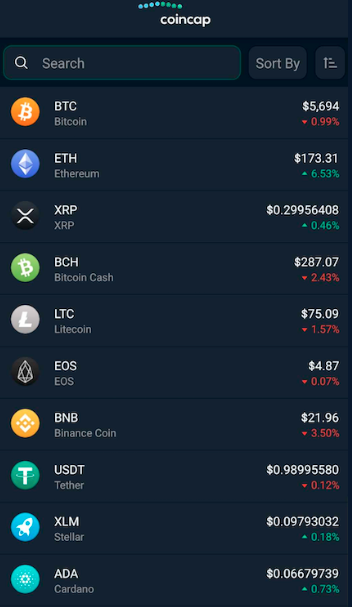 coincap
Search
Sort By
BTC $5,694
Bitcoin 0.99%
ETH $173.31
Ethereum 6.53%
XRP $0.29956408
XRP 0.46%
BCH $287.07
Bitcoin Cash 2.43%
LTC $75.09
Litecoin 1.57%
EOS $4.87
EOS 0.07%
BNB $21.96
Binance Coin 3.50%
USDT $0.98995580
Tether 0.12%
XLM $0.09793032
Stellar 0.18%
ADA $0.06679739
Cardano 0.73%